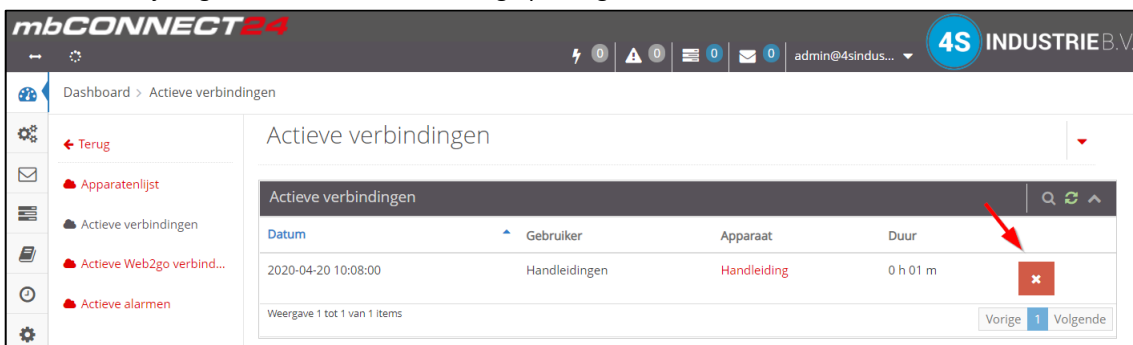 mbCONNECT24
0 0 0 0 admin@4sindus...
4S INDUSTRIE B.V.
Dashboard > Actieve verbindingen
Terug
Actieve verbindingen
Apparatenlijst
Actieve verbindingen
Actieve verbindingen
Datum Gebruiker Apparaat Duur
Actieve Web2go verbind...
2020-04-20 10:08:00 Handleidingen Handleiding 0 h 01 m
Actieve alarmen
Weergave 1 tot 1 van 1 items
Vorige 1 Volgende